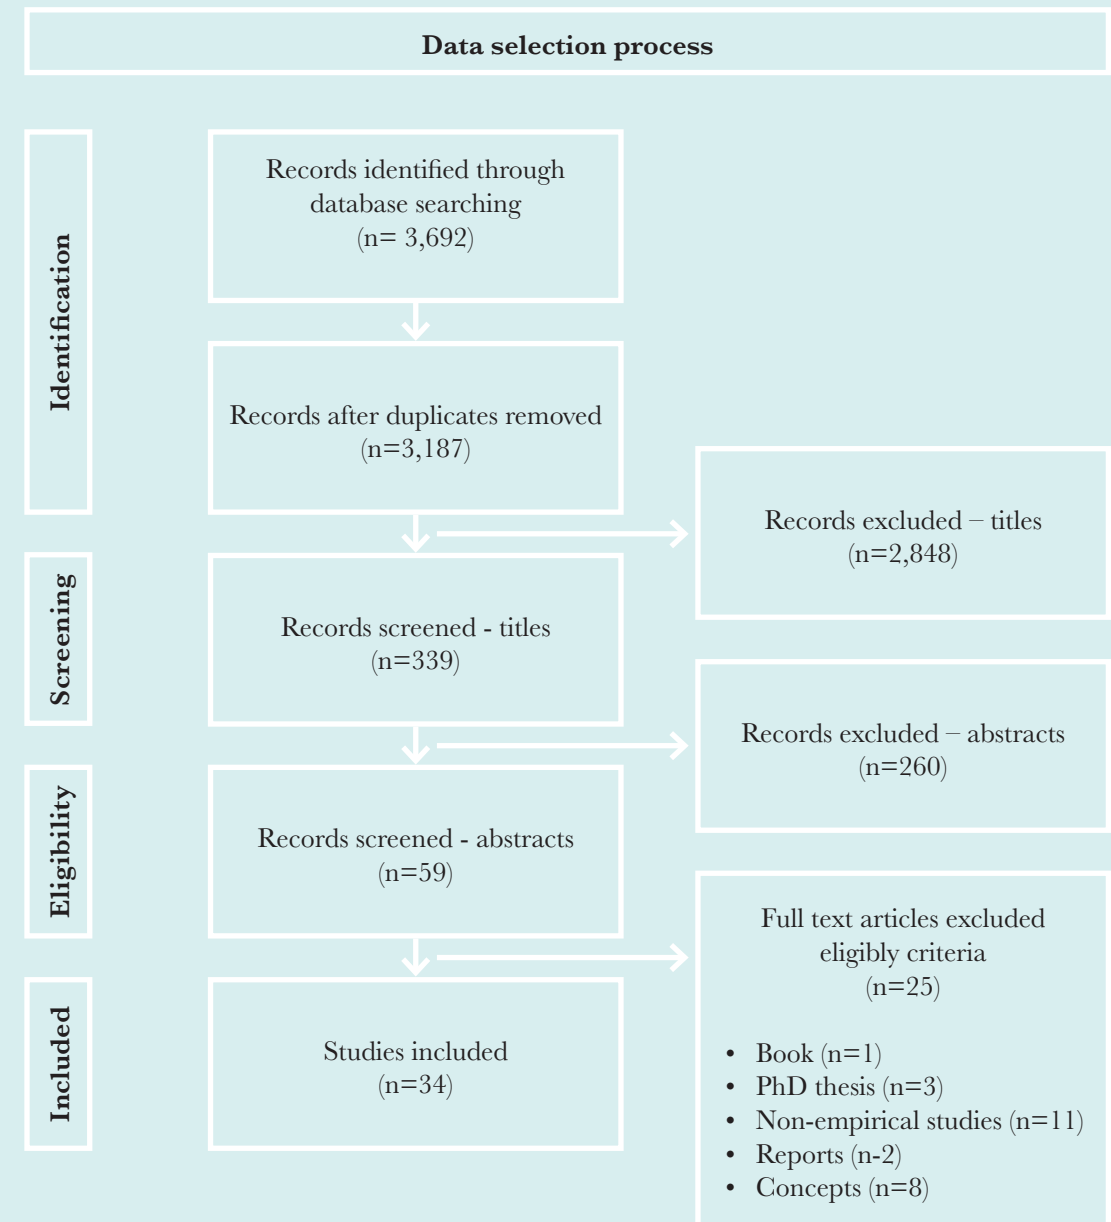 Data selection process
Identification
Records identified through
database searching
(n= 3,692)
Records after duplicates removed
(n=3,187)
Records excluded – titles
(n=2,848)
Screening
Records screened - titles
(n=339)
Records excluded – abstracts
(n=260)
Eligibility
Records screened - abstracts
(n=59)
Full text articles excluded
eligibly criteria
(n=25)
• Book (n=1)
• PhD thesis (n=3)
• Non-empirical studies (n=11)
• Reports (n-2)
• Concepts (n=8)
Included
Studies included
(n=34)